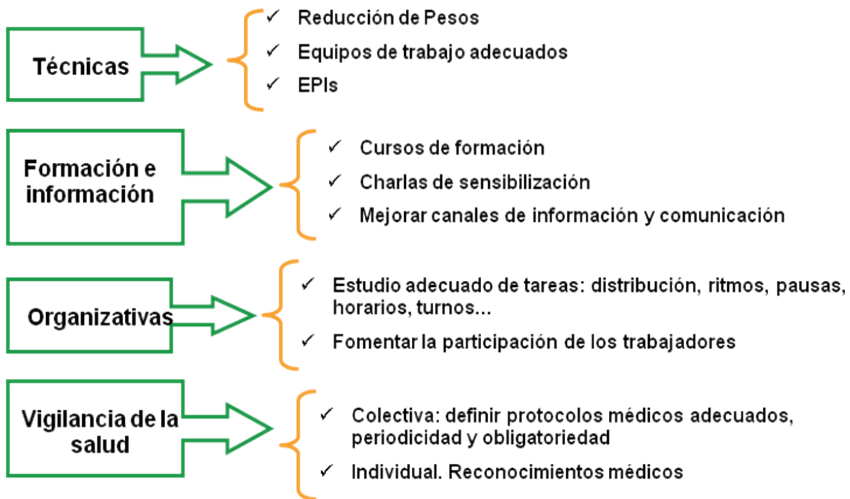 Técnicas
✓ Reducción de Pesos
✓ Equipos de trabajo adecuados
✓ EPIs
Formación e
información
✓ Cursos de formación
✓ Charlas de sensibilización
✓ Mejorar canales de información y comunicación
Organizativas
✓ Estudio adecuado de tareas: distribución, ritmos, pausas,
horarios, turnos...
✓ Fomentar la participación de los trabajadores
Vigilancia de la
salud
✓ Colectiva: definir protocolos médicos adecuados,
periodicidad y obligatoriedad
✓ Individual. Reconocimientos médicos